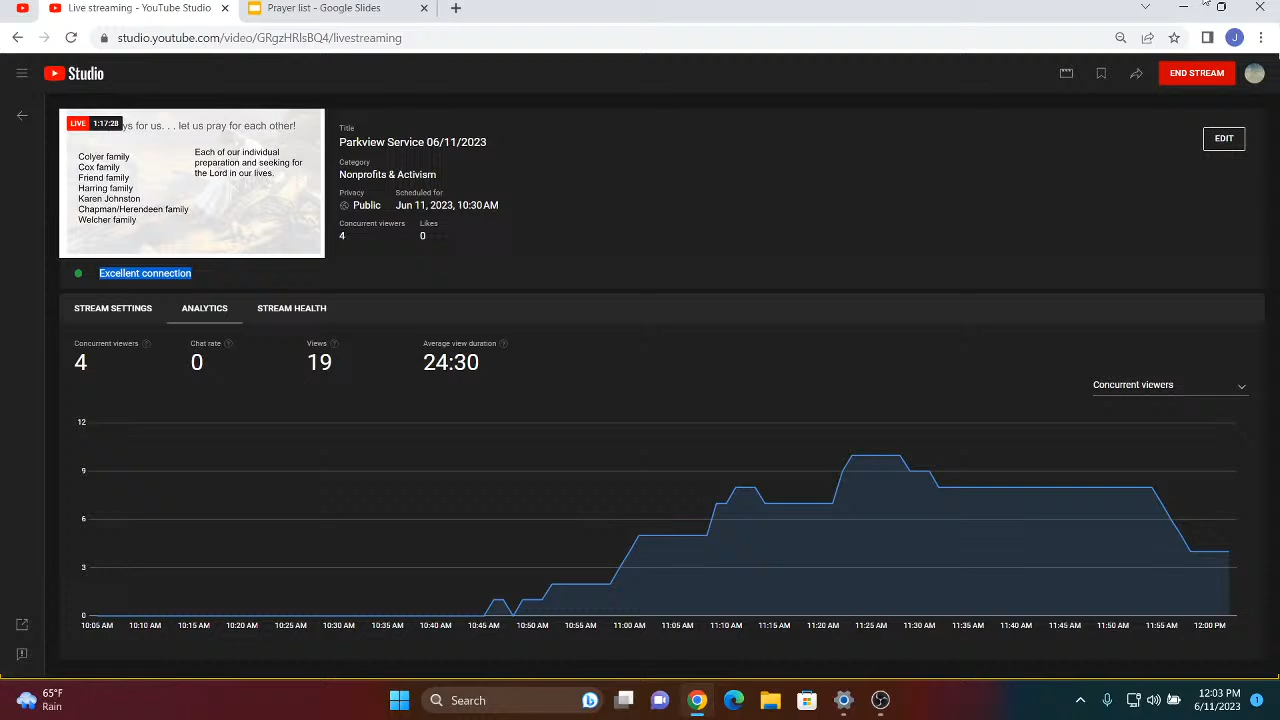 Live streaming - YouTube Studio
Prayer list - Google Slides
studio.youtube.com/video/GRgzHRlsBQ4/livestreaming
J
Studio
END STREAM
LIVE 1:17:28 ys for us. . . let us pray for each other!
Colyer family
Cox family
Friend family
Harring family
Karen Johnston
Chapman/Herendeen family
Welcher family
Each of our individual
preparation and seeking for
the Lord in our lives.
Title
Parkview Service 06/11/2023
EDIT
Category
Nonprofits & Activism
Privacy Scheduled for
Public Jun 11, 2023, 10:30 AM
Concurrent viewers Likes
4 0
Excellent connection
STREAM SETTINGS ANALYTICS STREAM HEALTH
Concurrent viewers Chat rate Views Average view duration
4 0 19 24:30
Concurrent viewers
12
9
6
3
0
10:05 AM 10:10 AM 10:15 AM 10:20 AM 10:25 AM 10:30 AM 10:35 AM 10:40 AM 10:45 AM 10:50 AM 10:55 AM 11:00 AM 11:05 AM 11:10 AM 11:15 AM 11:20 AM 11:25 AM 11:30 AM 11:35 AM 11:40 AM 11:45 AM 11:50 AM 11:55 AM 12:00 PM
65°F
Rain
Search
12:03 PM
6/11/2023
1